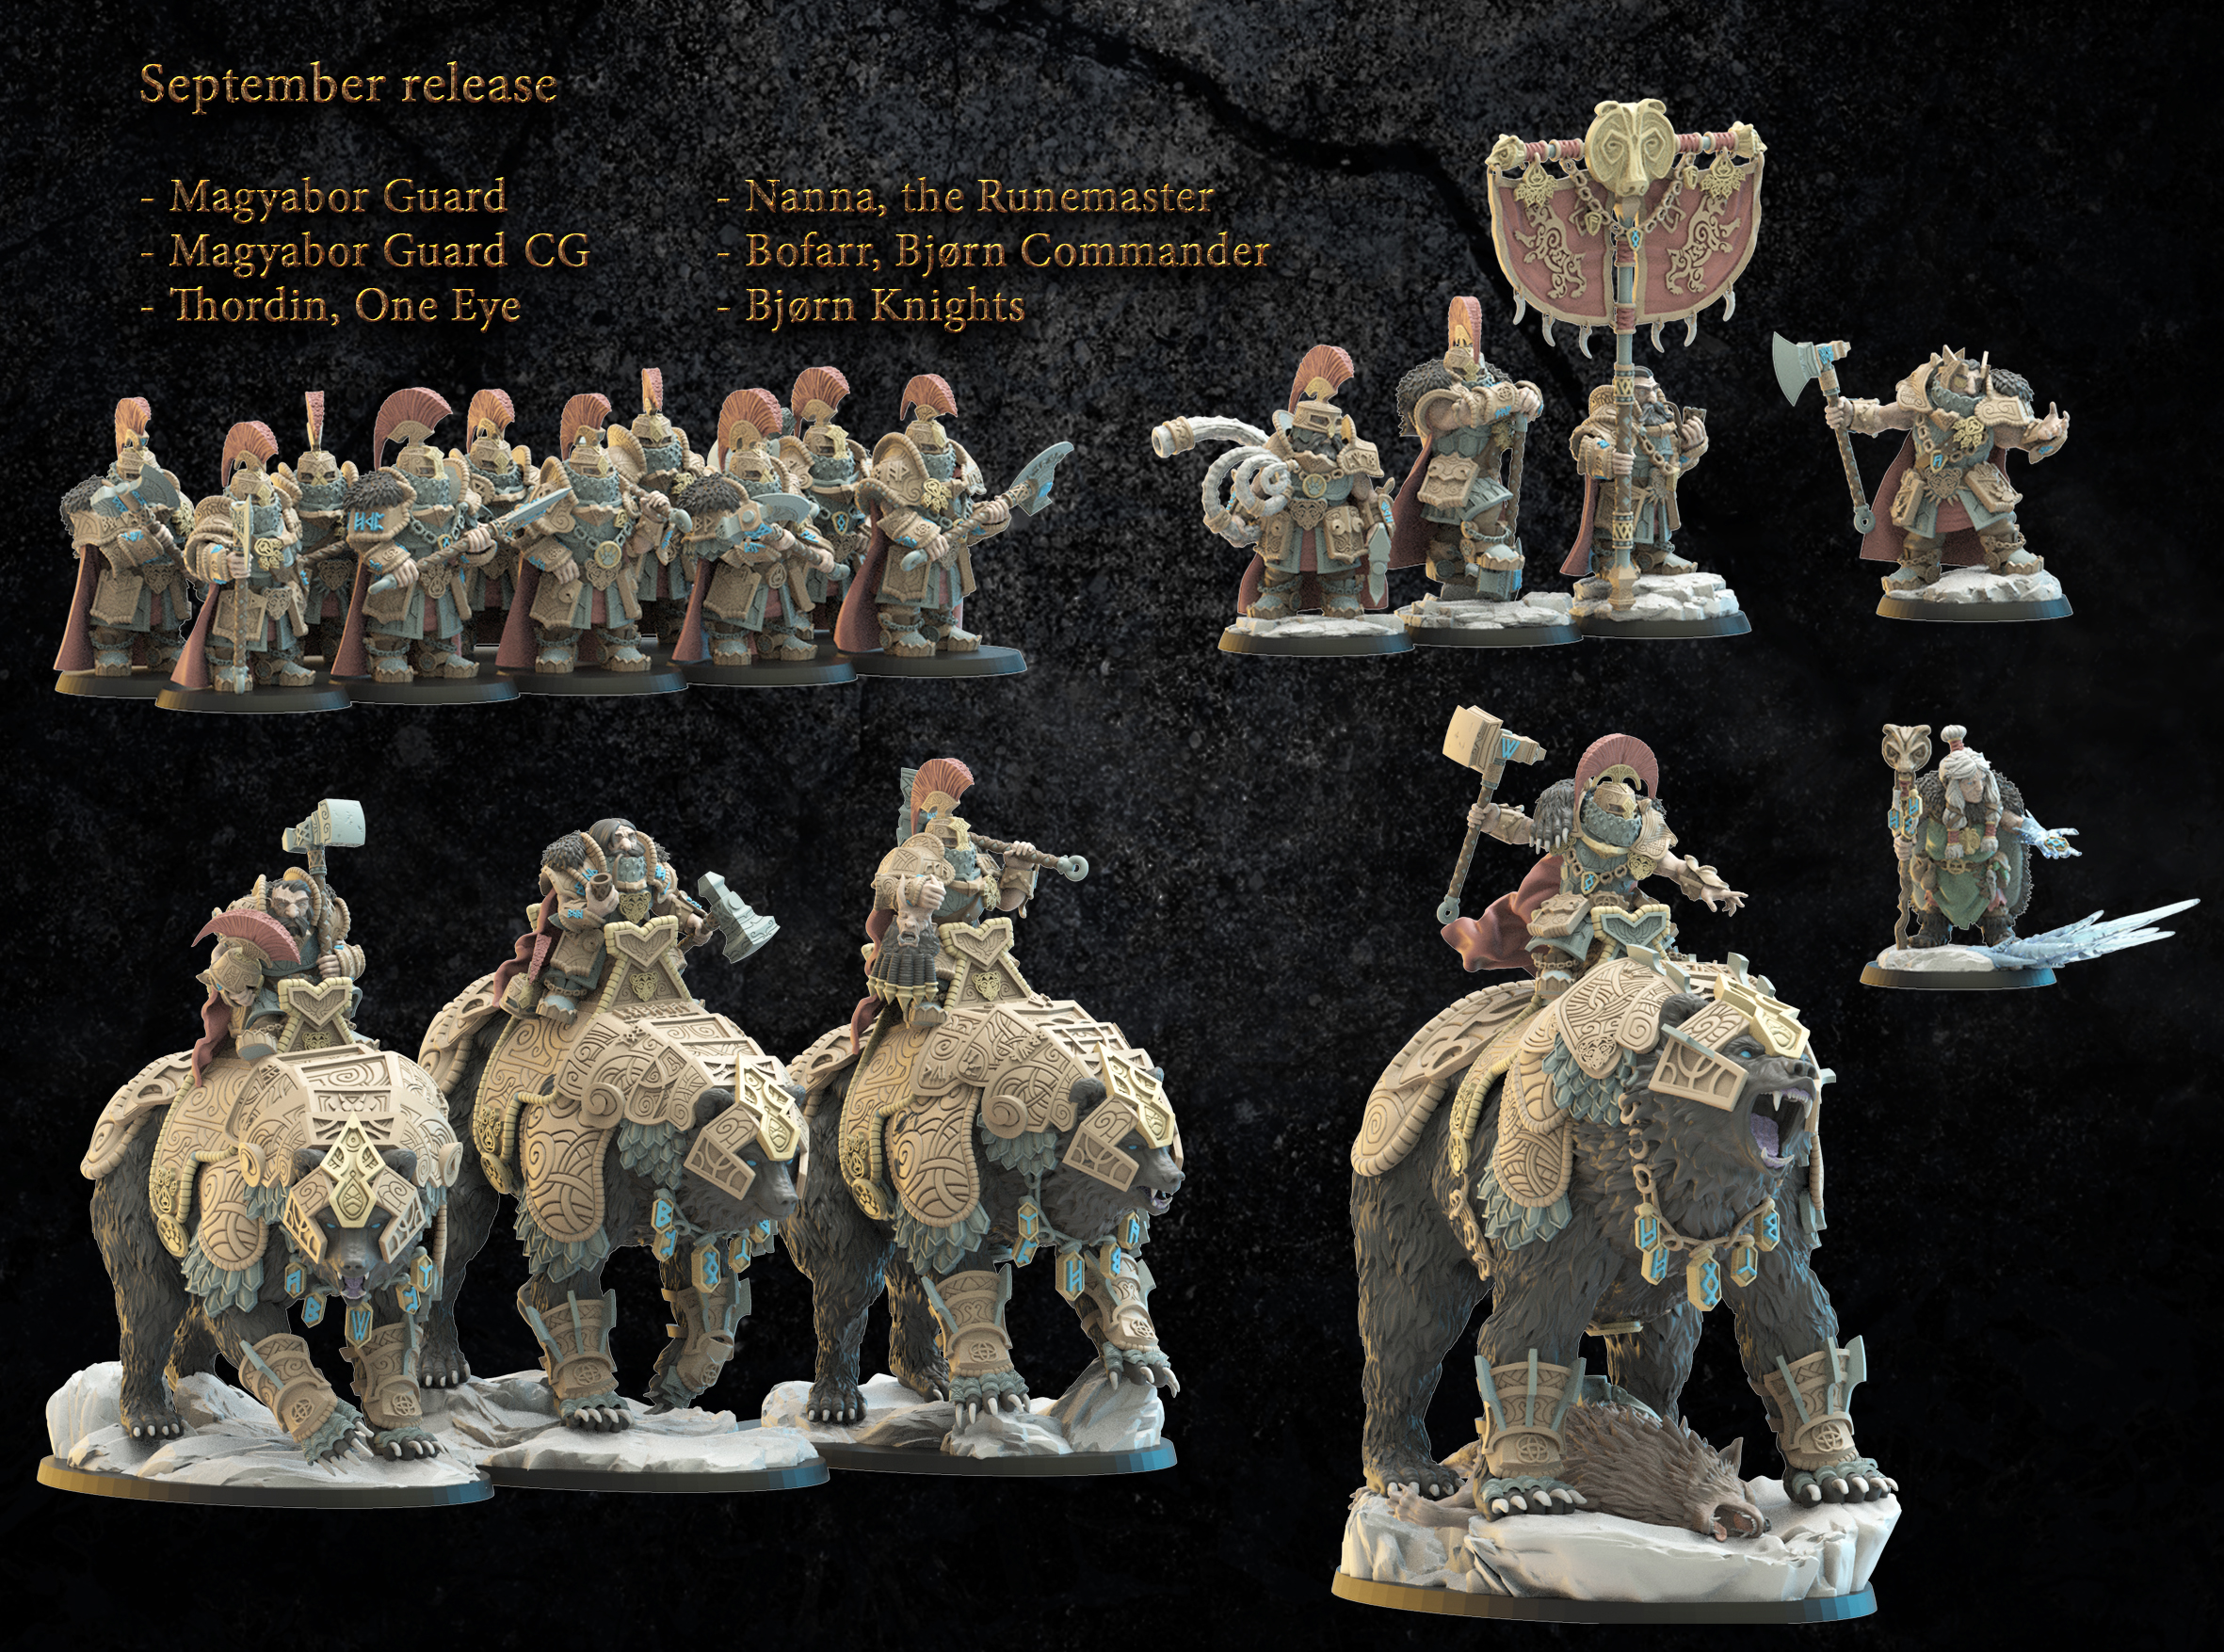 September release
- Magyabor Guard
- Magyabor Guard CG
- Thordin, One Eye
- Nanna, the Runemaster
- Bofarr, Bjørn Commander
- Bjørn Knights